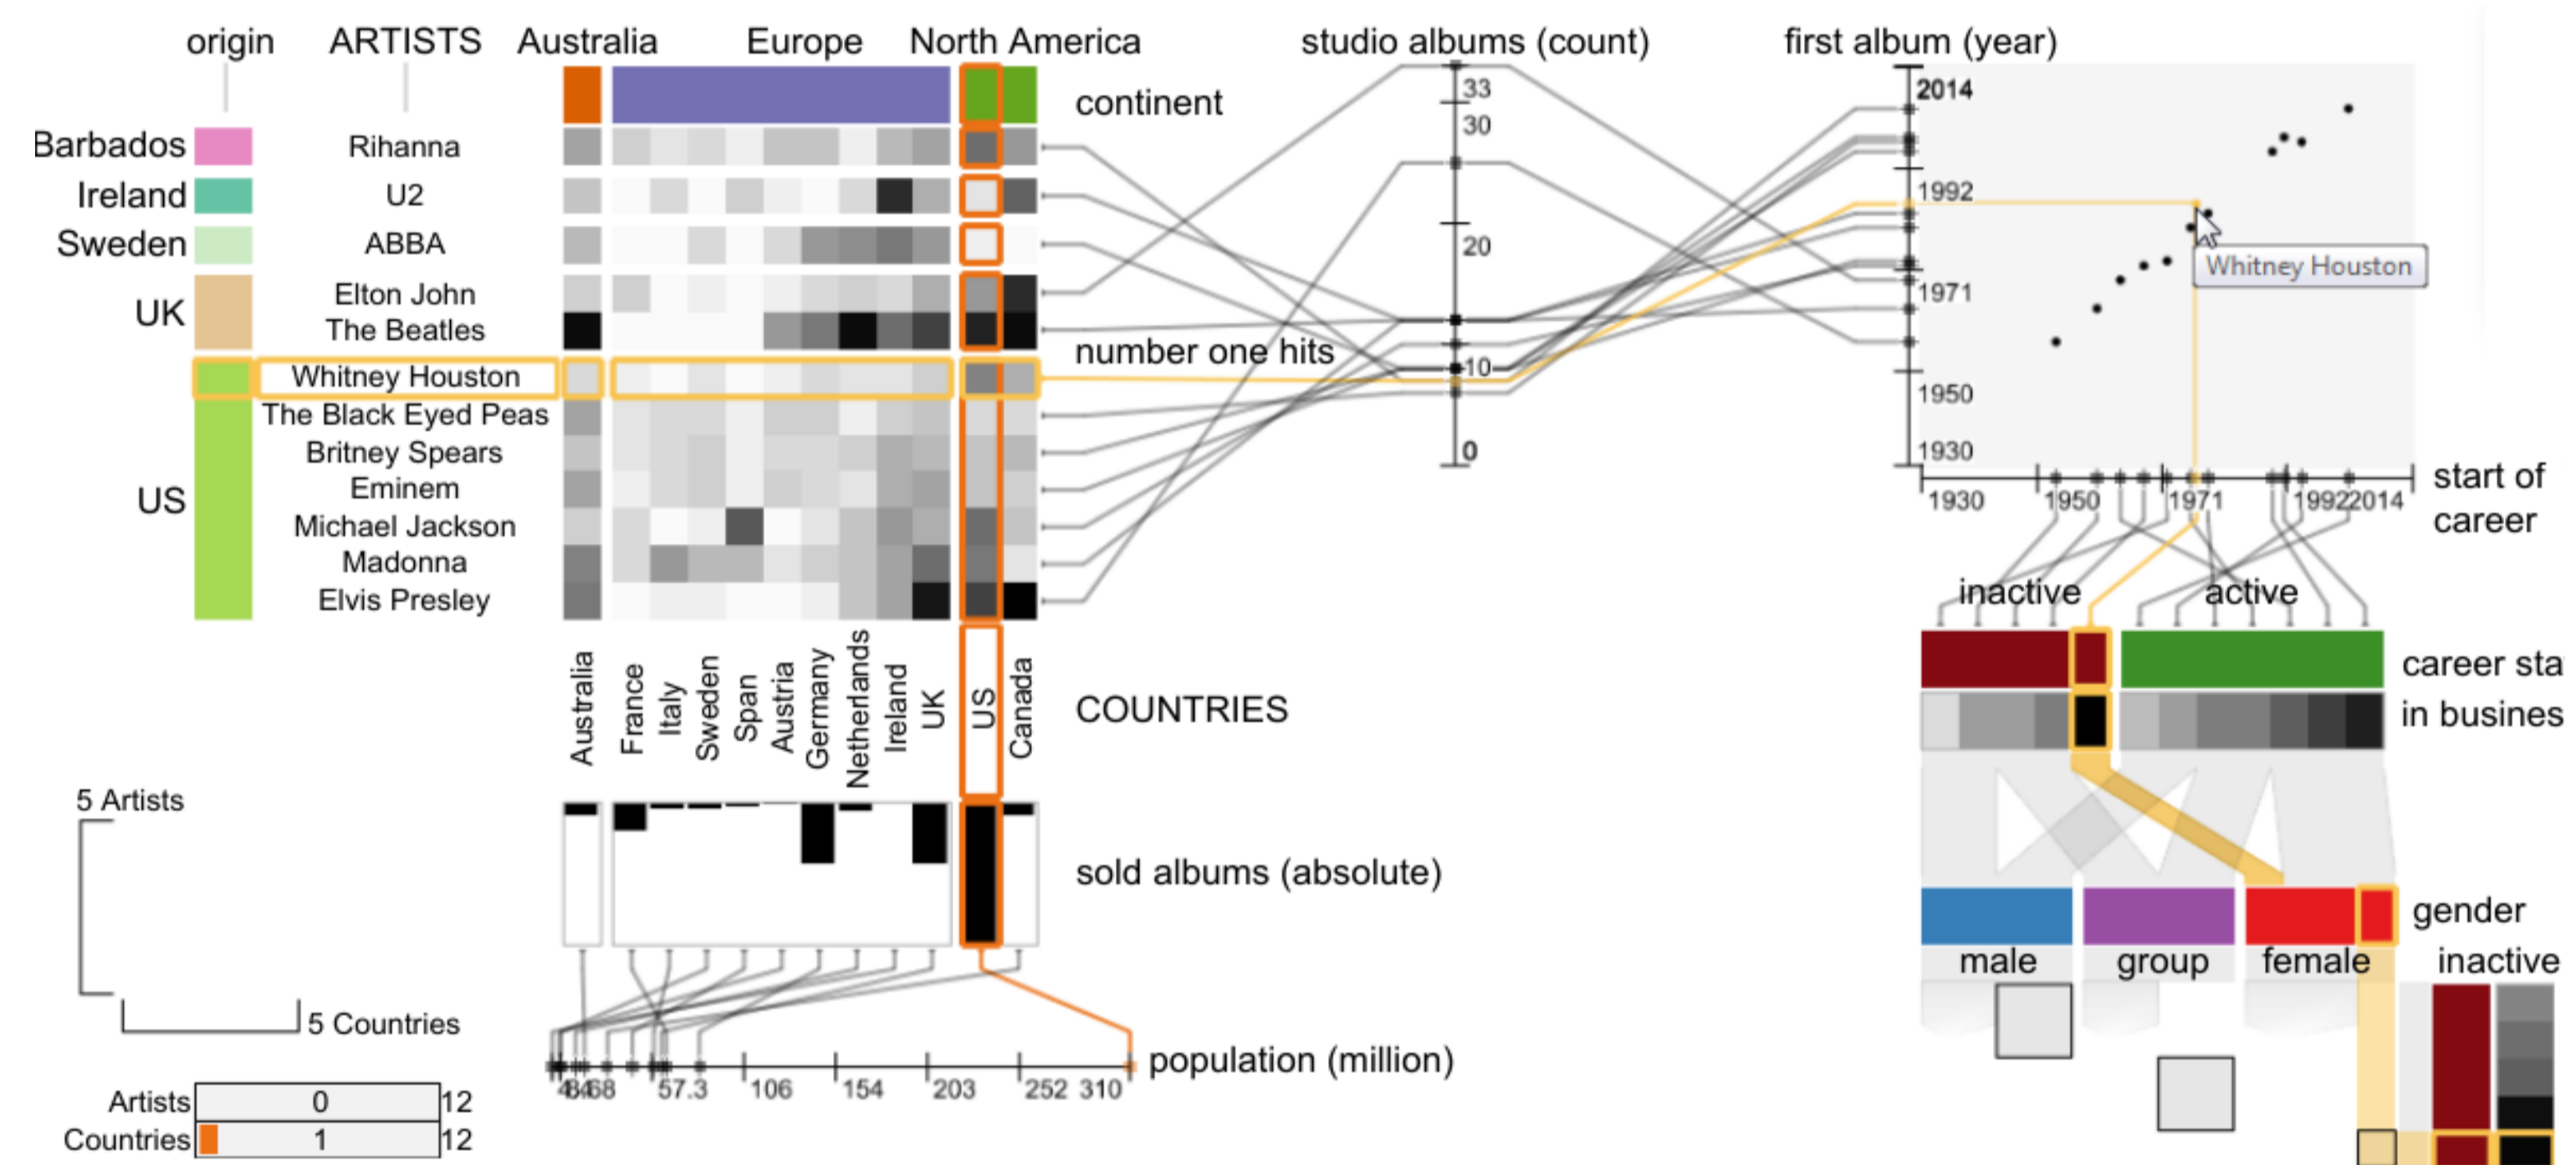 origin ARTISTS Australia Europe North America studio albums (count) first album (year)
continent
Barbados Rihanna
Ireland U2
Sweden ABBA
UK
Elton John
The Beatles
number one hits
Whitney Houston
The Black Eyed Peas
Britney Spears
US
Eminem
Michael Jackson
Madonna
Elvis Presley
33
30
20
10
0
2014
1992
1971
1950
1930
Whitney Houston
1930 1950 1971 1992 2014
start of
career
inactive active
career sta
in busines
Australia
France
Italy
Sweden
Span
Austria
Germany
Netherlands
Ireland
UK
US
Canada
COUNTRIES
5 Artists
sold albums (absolute)
gender
male group female inactive
5 Countries
population (million)
57.3 106 154 203 252 310
Artists 0 12
Countries 1 12